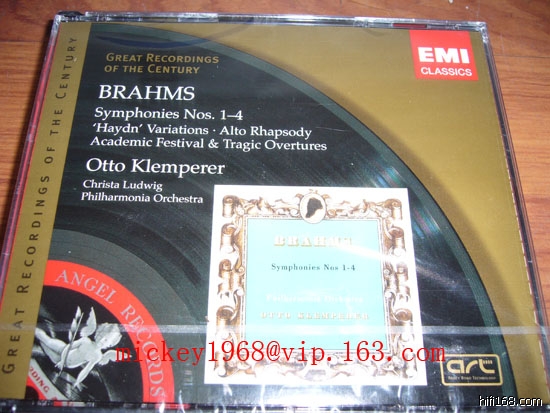 GREAT RECORDINGS
OF THE CENTURY
EMI
CLASSICS
BRAHMS
Symphonies Nos. 1–4
‘Haydn’ Variations · Alto Rhapsody
Academic Festival & Tragic Overtures
Otto Klemperer
Christa Ludwig
Philharmonia Orchestra
GREAT RECORDINGS OF THE CENTURY
BRAHMS
Symphonies Nos 1-4
OTTO KLEMPERER
ANGEL RECORDS
mickey1968@vip.163.com
art
hifi168.com